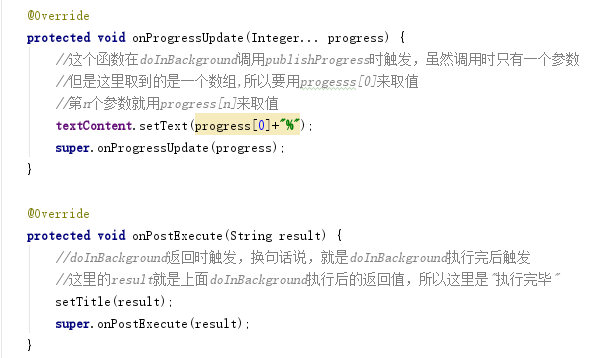 @Override
protected void onProgressUpdate(Integer... progress) {
//这个函数在doInBackground调用publishProgress时触发，虽然调用时只有一个参数
//但是这里取到的是一个数组,所以要用progesss[0]来取值
//第n个参数就用progress[n]来取值
textContent.setText(progress[0]+"%");
super.onProgressUpdate(progress);
}
@Override
protected void onPostExecute(String result) {
//doInBackground返回时触发，换句话说，就是doInBackground执行完后触发
//这里的result就是上面doInBackground执行后的返回值，所以这里是"执行完毕"
setTitle(result);
super.onPostExecute(result);
}